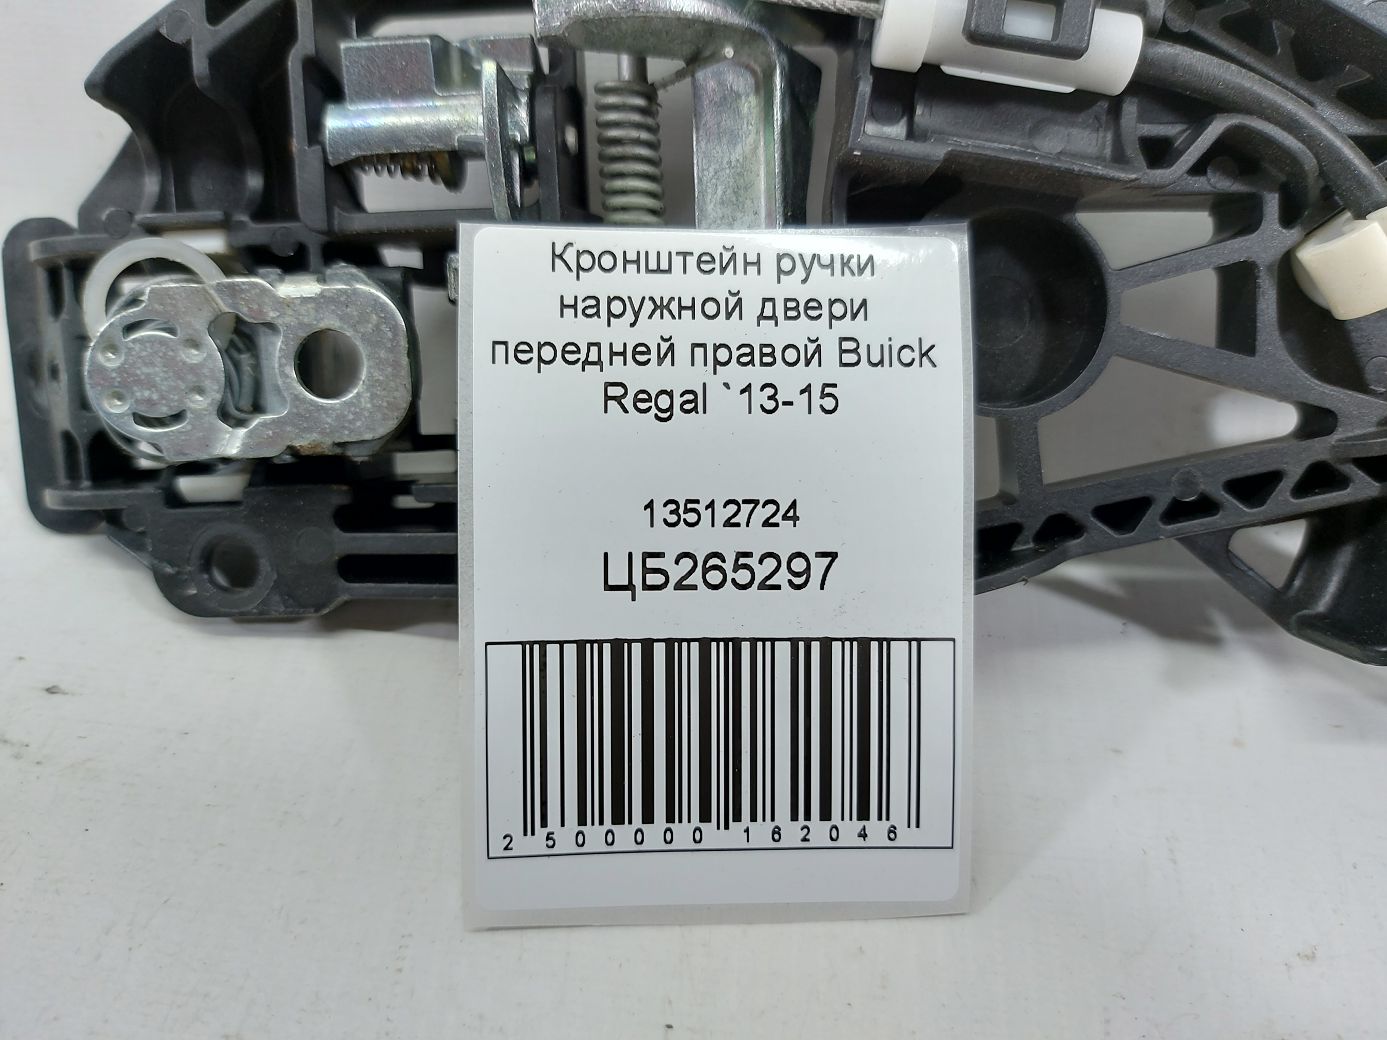 Кронштейн ручки
наружной двери
передней правой Buick
Regal `13-15
13512724
ЦБ265297
2 500000 162046